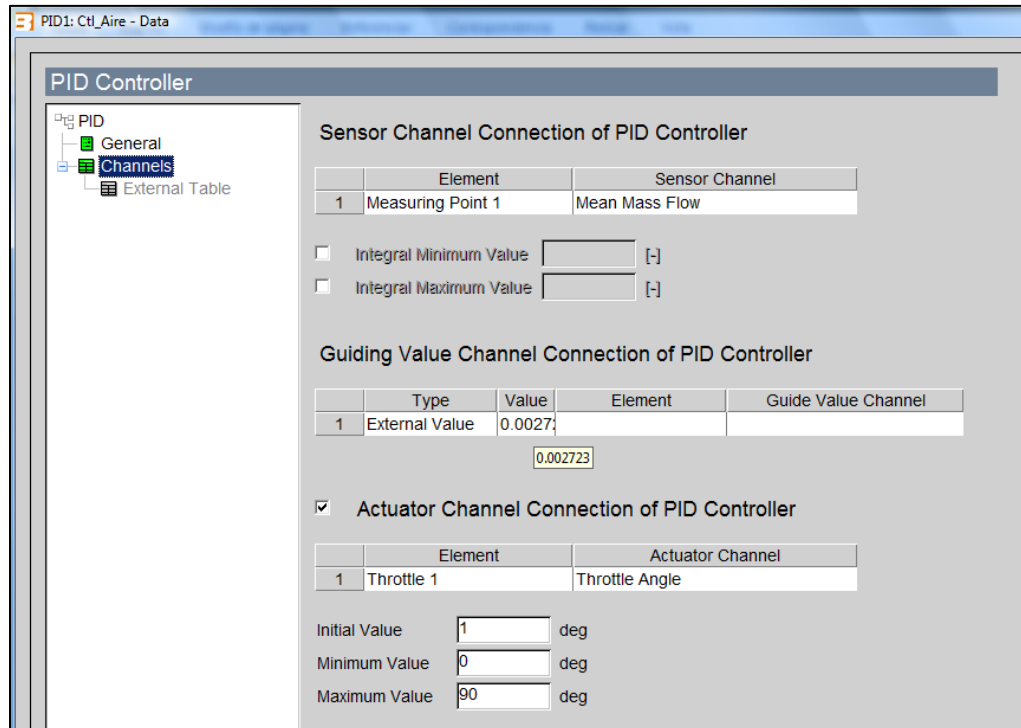 PID1: Ctl_Aire - Data
PID Controller
PID
General
Channels
External Table
Sensor Channel Connection of PID Controller
Element Sensor Channel
1 Measuring Point 1 Mean Mass Flow
Integral Minimum Value [-]
Integral Maximum Value [-]
Guiding Value Channel Connection of PID Controller
Type Value Element Guide Value Channel
1 External Value 0.0027
0.002723
Actuator Channel Connection of PID Controller
Element Actuator Channel
1 Throttle 1 Throttle Angle
Initial Value 1 deg
Minimum Value 0 deg
Maximum Value 90 deg